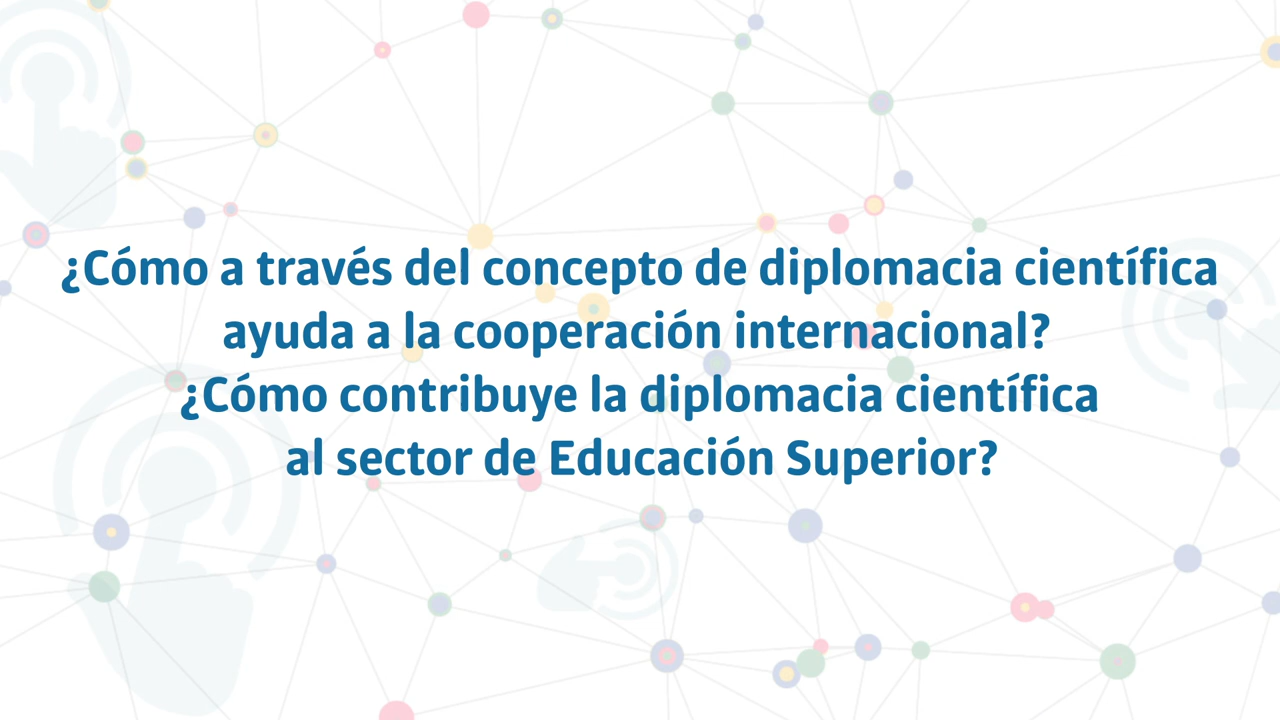 ¿Cómo a través del concepto de diplomacia científica
ayuda a la cooperación internacional?
¿Cómo contribuye la diplomacia científica
al sector de Educación Superior?